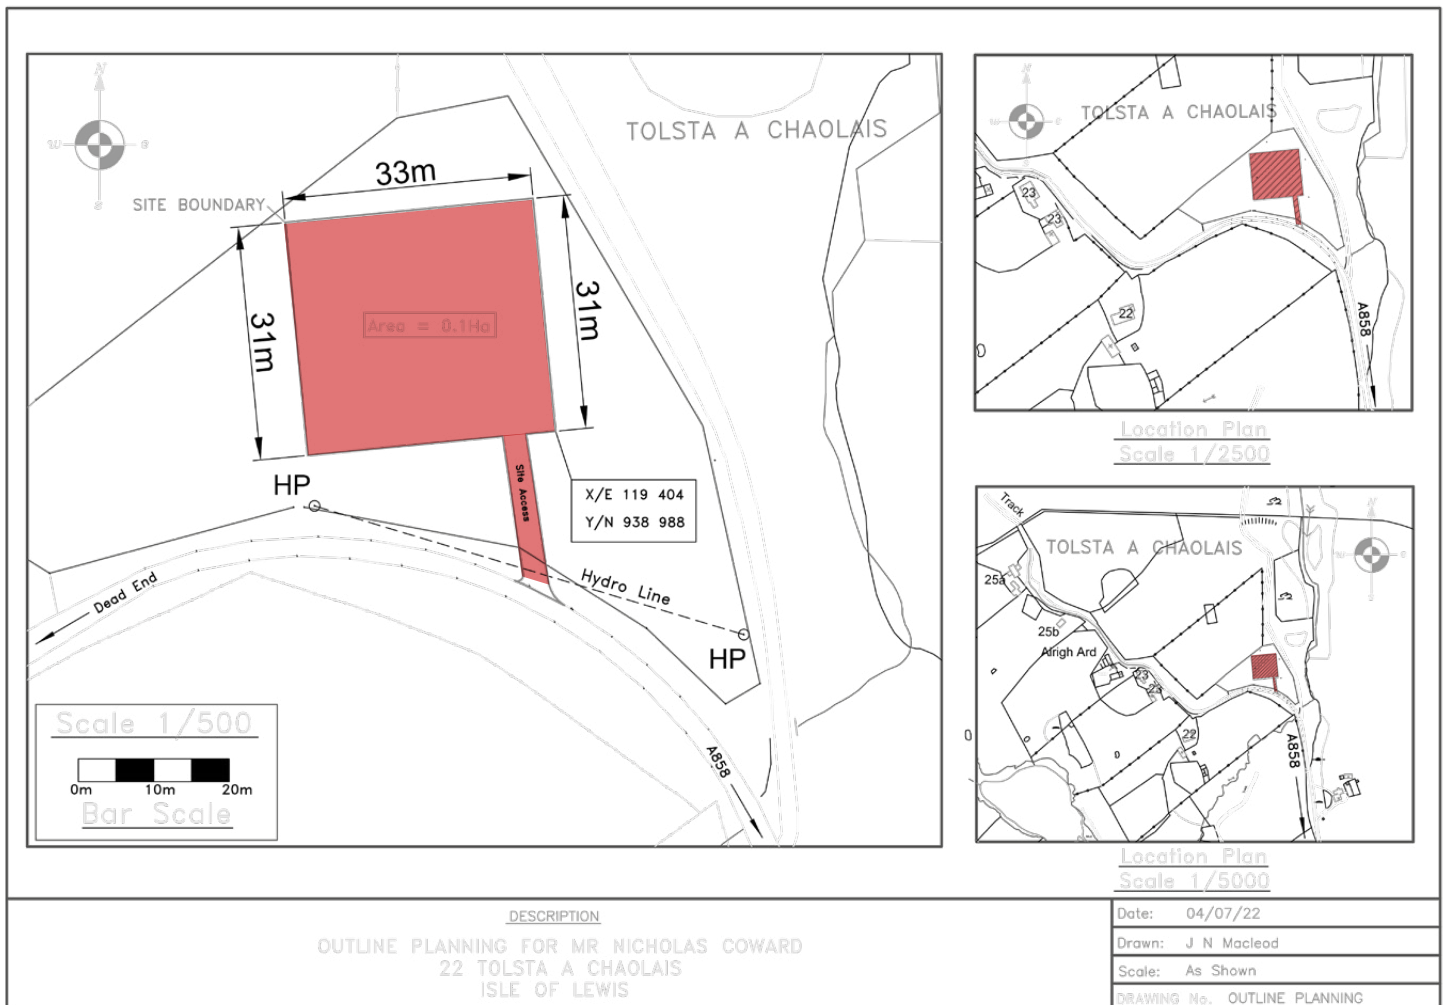 N
W
e
s
TOLSTA A CHAOLAIS
33m
SITE BOUNDARY
31m
31m
Area = 0.1Ha
Site Access
X/E 119 404
Y/N 938 988
HP
Hydro Line
HP
Dead End
A858
Scale 1/500
0m 10m 20m
Bar Scale
N
TOLSTA A CHAOLAIS
23
23
22
A858
Location Plan
Scale 1/2500
Track
TOLSTA A CHAOLAIS
N
25a
25b
Airigh Ard
23
23
22
A858
Location Plan
Scale 1/5000
DESCRIPTION
OUTLINE PLANNING FOR MR NICHOLAS COWARD
22 TOLSTA A CHAOLAIS
ISLE OF LEWIS
Date: 04/07/22
Drawn: J N Macleod
Scale: As Shown
DRAWING No. OUTLINE PLANNING